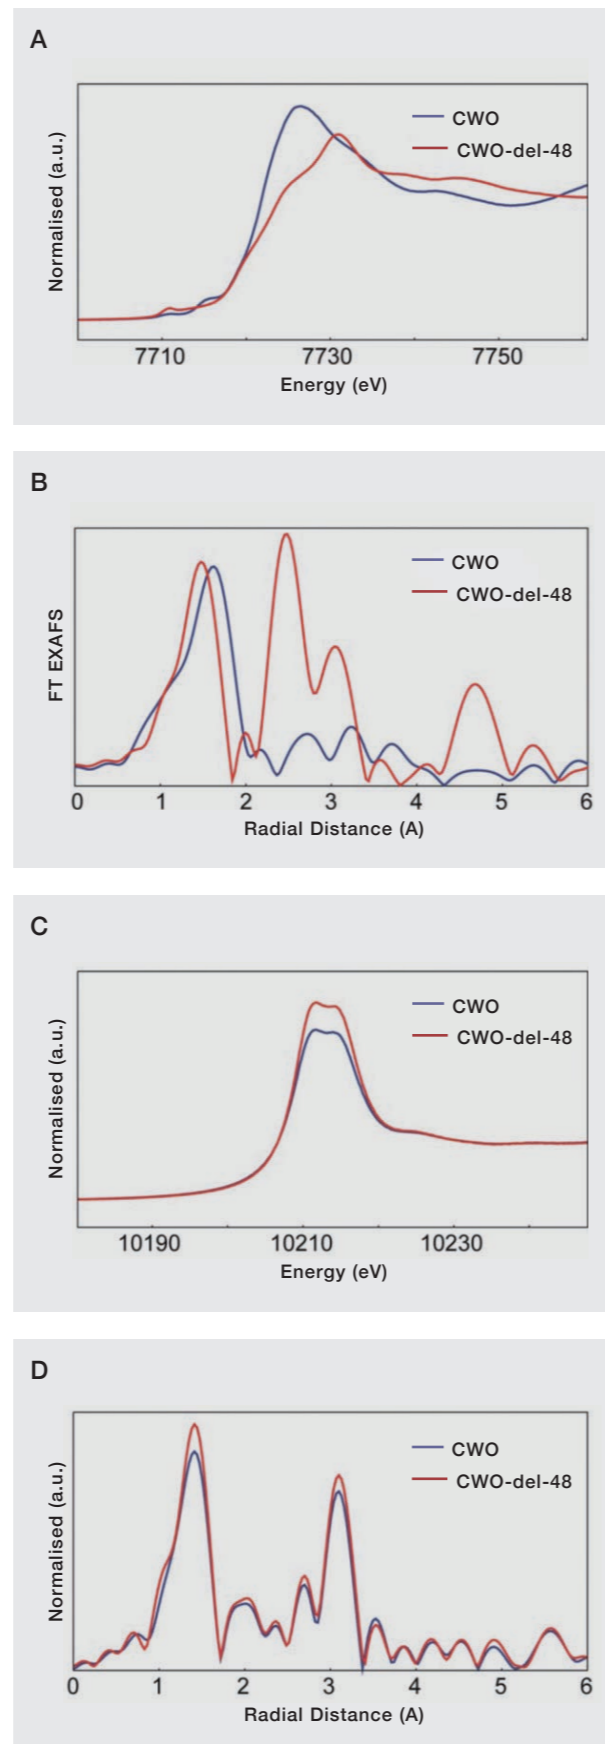 A
Normalised (a.u.)
CWO
CWO-del-48
7710 7730 7750
Energy (eV)
B
FT EXAFS
CWO
CWO-del-48
0 1 2 3 4 5 6
Radial Distance (A)
C
Normalised (a.u.)
CWO
CWO-del-48
10190 10210 10230
Energy (eV)
D
Normalised (a.u.)
CWO
CWO-del-48
0 1 2 3 4 5 6
Radial Distance (A)